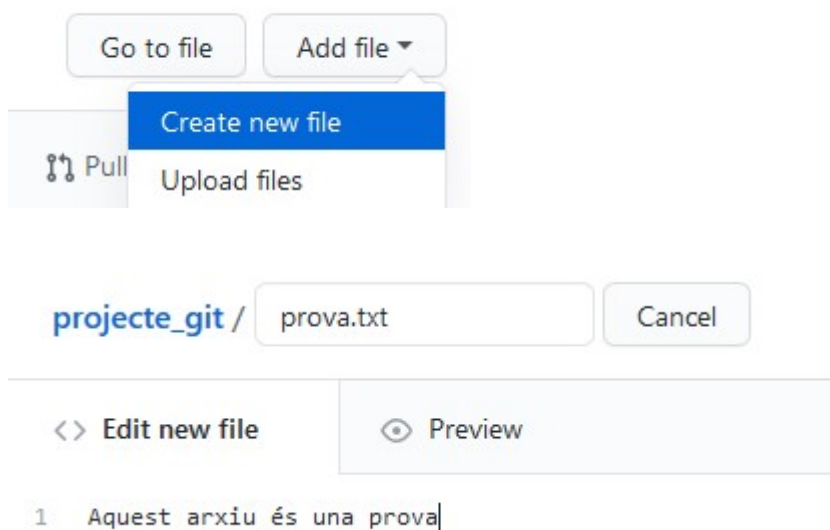 Go to file Add file
Create new file
Pull
Upload files
projecte_git / prova.txt Cancel
<> Edit new file Preview
1 Aquest arxiu és una prova